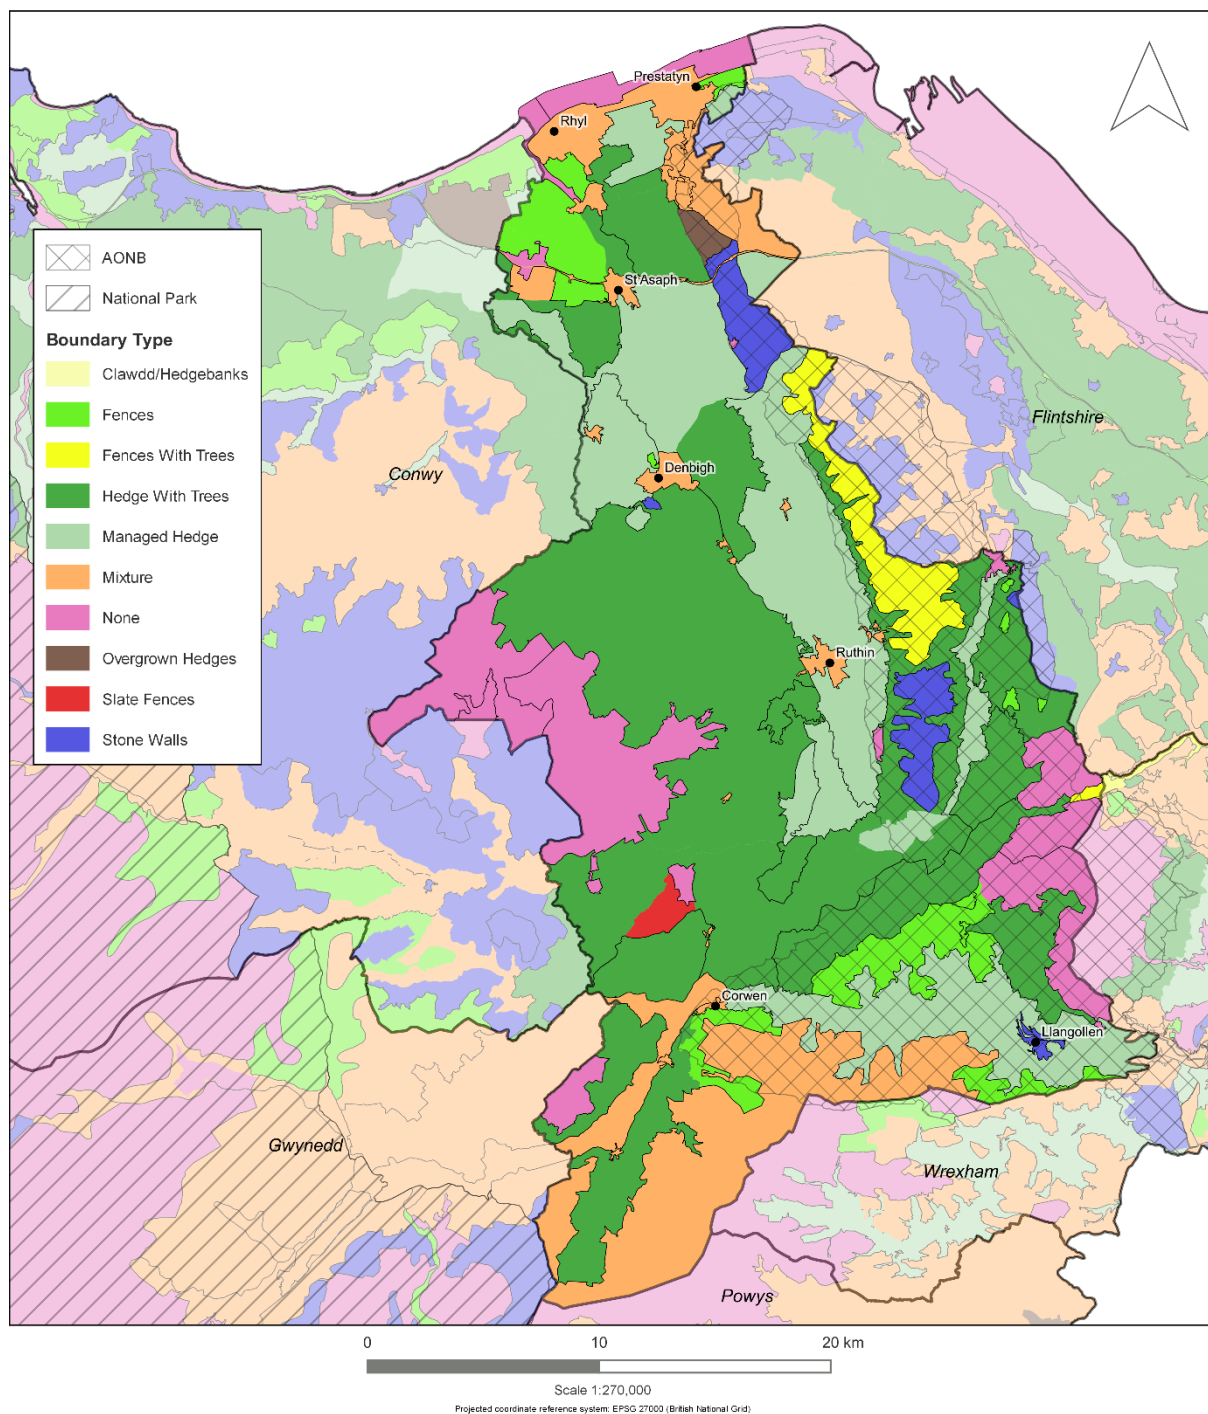 Prestatyn
Rhyl
AONB
National Park
Boundary Type
Clawdd/Hedgebanks
Fences
Fences With Trees
Hedge With Trees
Managed Hedge
Mixture
None
Overgrown Hedges
Slate Fences
Stone Walls
St Asaph
Flintshire
Conwy
Denbigh
Ruthin
Corwen
Llangollen
Gwynedd
Wrexham
Powys
0 10 20 km
Scale 1:270,000
Projected coordinate reference system: EPSG 27000 (British National Grid)